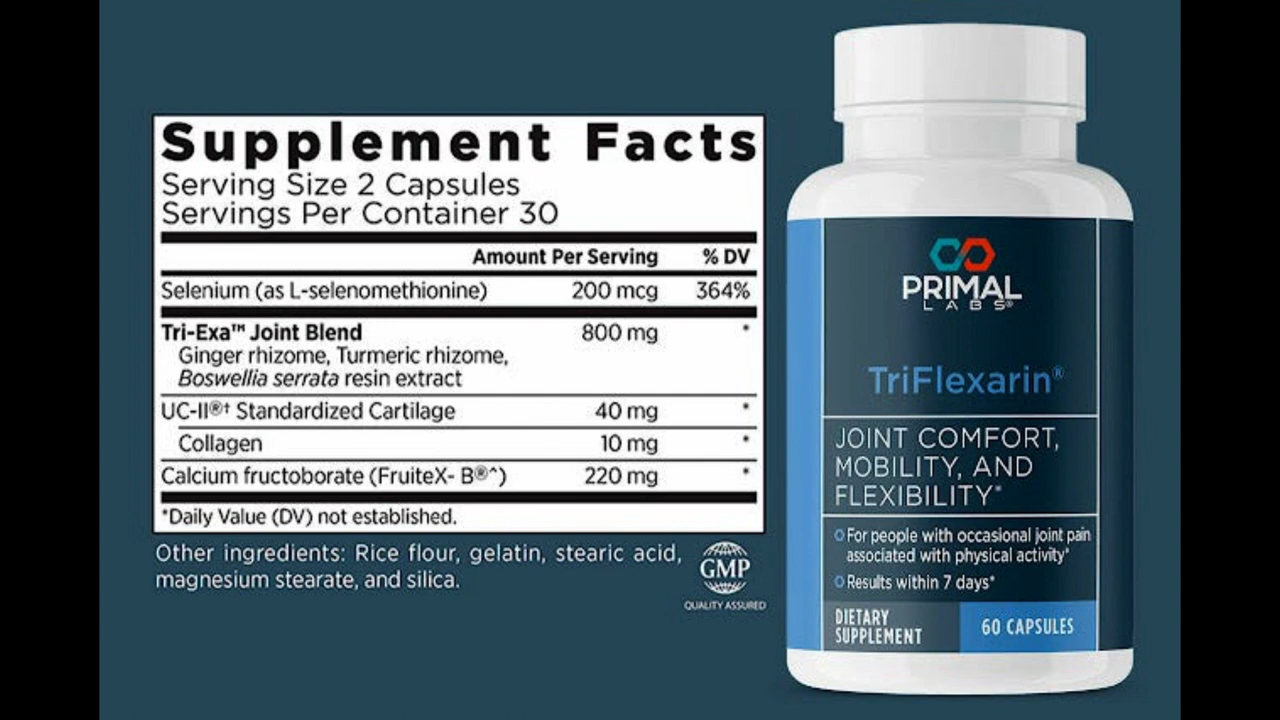 Supplement Facts
Serving Size 2 Capsules
Servings Per Container 30
Amount Per Serving % DV
Selenium (as L-selenomethionine) 200 mcg 364%
Tri-Exa™ Joint Blend 800 mg *
Ginger rhizome, Turmeric rhizome,
Boswellia serrata resin extract
UC-II®† Standardized Cartilage 40 mg *
Collagen 10 mg *
Calcium fructoborate (FruiteX- B®^) 220 mg *
*Daily Value (DV) not established.
Other ingredients: Rice flour, gelatin, stearic acid,
magnesium stearate, and silica.
GMP
QUALITY ASSURED
PRIMAL
LABS®
TriFlexarin®
JOINT COMFORT,
MOBILITY, AND
FLEXIBILITY*
For people with occasional joint pain
associated with physical activity*
Results within 7 days*
DIETARY
SUPPLEMENT
60 CAPSULES